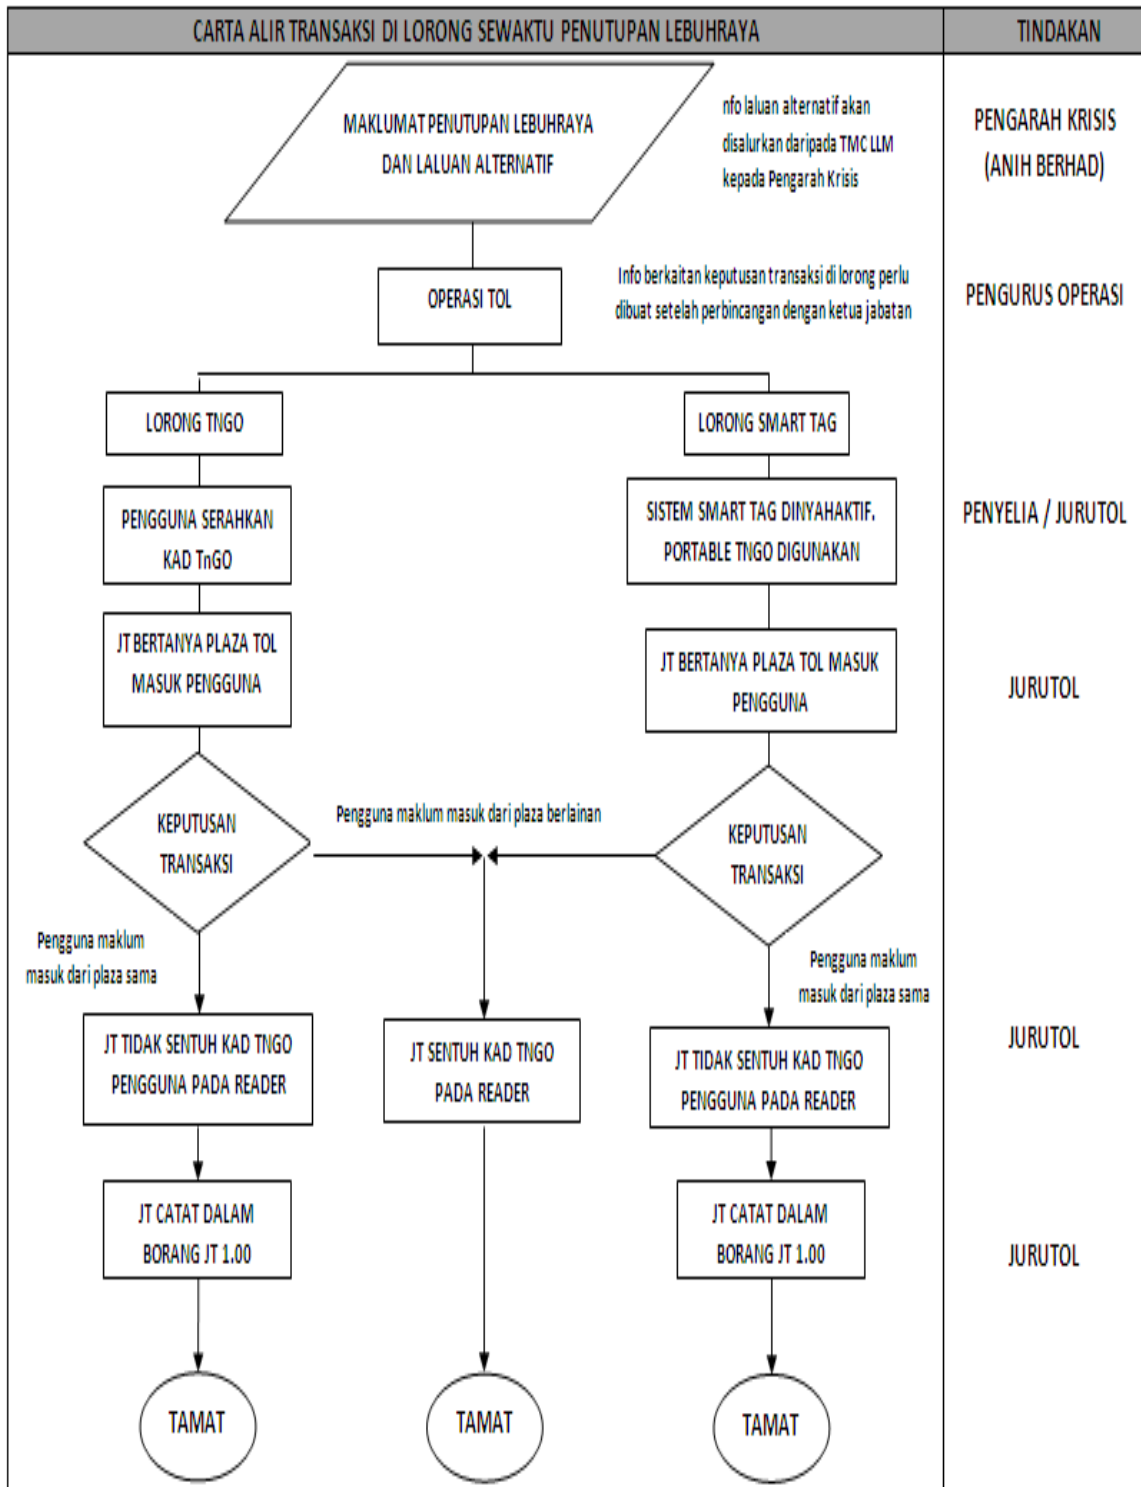 CARTA ALIR TRANSAKSI DI LORONG SEWAKTU PENUTUPAN LEBUHRAYA
TINDAKAN
MAKLUMAT PENUTUPAN LEBUHRAYA
DAN LALUAN ALTERNATIF
nfo laluan alternatif akan
disalurkan daripada TMC LLM
kepada Pengarah Krisis
PENGARAH KRISIS
(ANIH BERHAD)
OPERASI TOL
Info berkaitan keputusan transaksi di lorong perlu
dibuat setelah perbincangan dengan ketua jabatan
PENGURUS OPERASI
LORONG TNGO
LORONG SMART TAG
PENGGUNA SERAHKAN
KAD TnGO
SISTEM SMART TAG DINYAHAKTIF.
PORTABLE TNGO DIGUNAKAN
PENYELIA / JURUTOL
JT BERTANYA PLAZA TOL
MASUK PENGGUNA
JT BERTANYA PLAZA TOL MASUK
PENGGUNA
JURUTOL
KEPUTUSAN
TRANSAKSI
Pengguna maklum masuk dari plaza berlainan
KEPUTUSAN
TRANSAKSI
Pengguna maklum
masuk dari plaza sama
Pengguna maklum
masuk dari plaza sama
JT TIDAK SENTUH KAD TNGO
PENGGUNA PADA READER
JT SENTUH KAD TNGO
PADA READER
JT TIDAK SENTUH KAD TNGO
PENGGUNA PADA READER
JURUTOL
JT CATAT DALAM
BORANG JT 1.00
JT CATAT DALAM
BORANG JT 1.00
JURUTOL
TAMAT
TAMAT
TAMAT